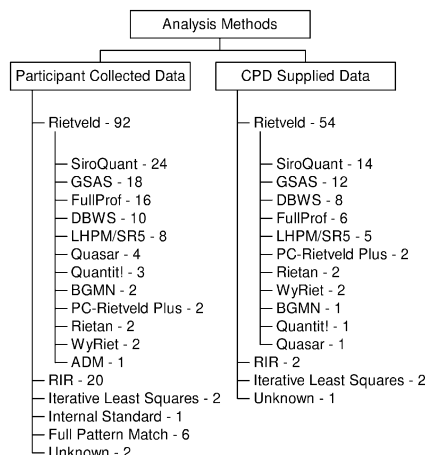 Analysis Methods
Participant Collected Data
Rietveld - 92
SiroQuant - 24
GSAS - 18
FullProf - 16
DBWS - 10
LHPM/SR5 - 8
Quasar - 4
Quantit! - 3
BGMN - 2
PC-Rietveld Plus - 2
Rietan - 2
WyRiet - 2
ADM - 1
RIR - 20
Iterative Least Squares - 2
Internal Standard - 1
Full Pattern Match - 6
Unknown - 2
CPD Supplied Data
Rietveld - 54
SiroQuant - 14
GSAS - 12
DBWS - 8
FullProf - 6
LHPM/SR5 - 5
PC-Rietveld Plus - 2
Rietan - 2
WyRiet - 2
BGMN - 1
Quantit! - 1
Quasar - 1
RIR - 2
Iterative Least Squares - 2
Unknown - 1